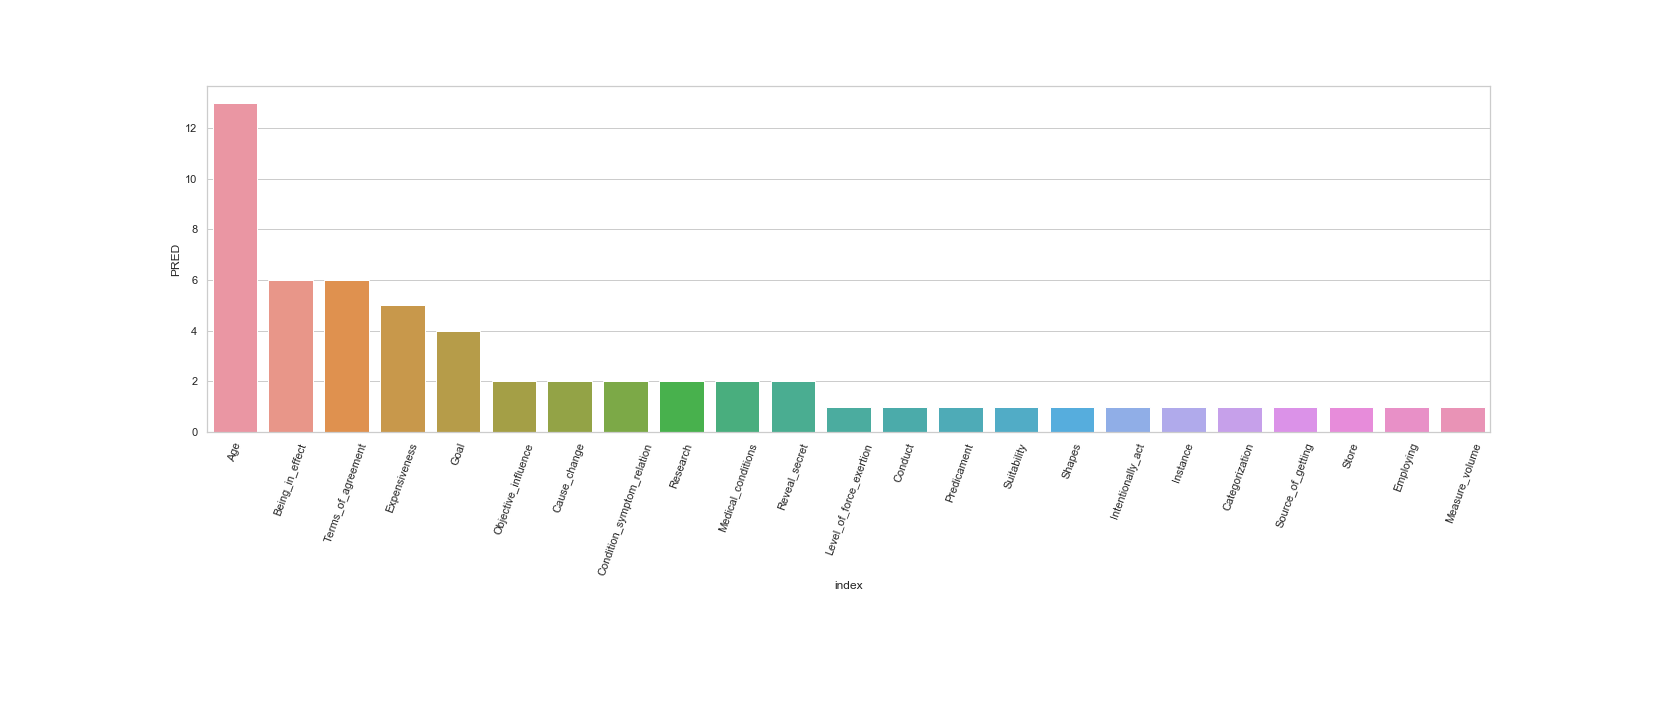 12
10
8
6
4
2
0
PRED
Age
Being_in_effect
Terms_of_agreement
Expensiveness
Goal
Objective_influence
Cause_change
Condition_symptom_relation
Research
Medical_conditions
Reveal_secret
Level_of_force_exertion
Conduct
Predicament
Suitability
Shapes
Intentionally_act
Instance
Categorization
Source_of_getting
Store
Employing
Measure_volume
index